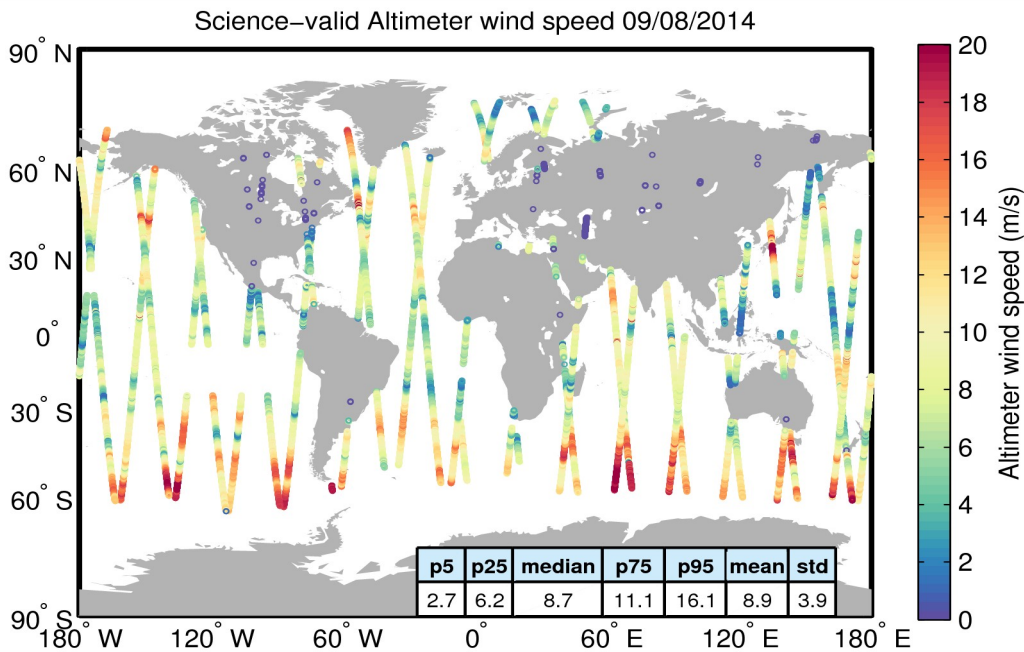 Science−valid Altimeter wind speed 09/08/2014
90° N
60° N
30° N
0°
30° S
60° S
90° S
180° W
120° W
60° W
0°
60° E
120° E
180° E
p5 p25 median p75 p95 mean std
2.7 6.2 8.7 11.1 16.1 8.9 3.9
20
18
16
14
12
10
8
6
4
2
0
Altimeter wind speed (m/s)